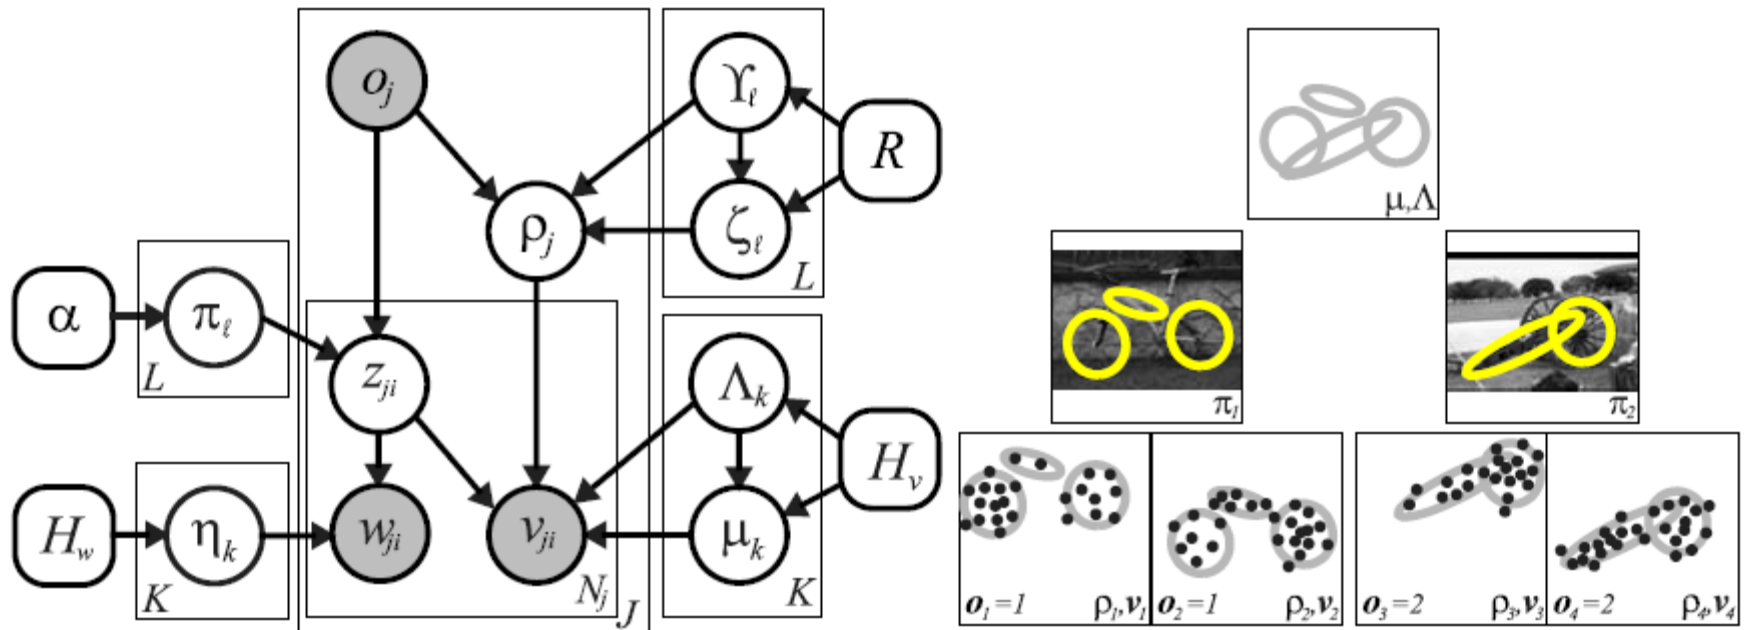 o_j
ϒ_ℓ
R
ρ_j
ζ_ℓ
L
α
π_ℓ
L
z_ji
Λ_k
H_v
H_w
η_k
K
w_ji
v_ji
N_j
J
μ_k
K
μ,Λ
π_1
π_2
o_1=1 ρ_1,v_1
o_2=1 ρ_2,v_2
o_3=2 ρ_3,v_3
o_4=2 ρ_4,v_4